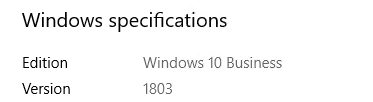 Windows specifications
Edition Windows 10 Business
Version 1803